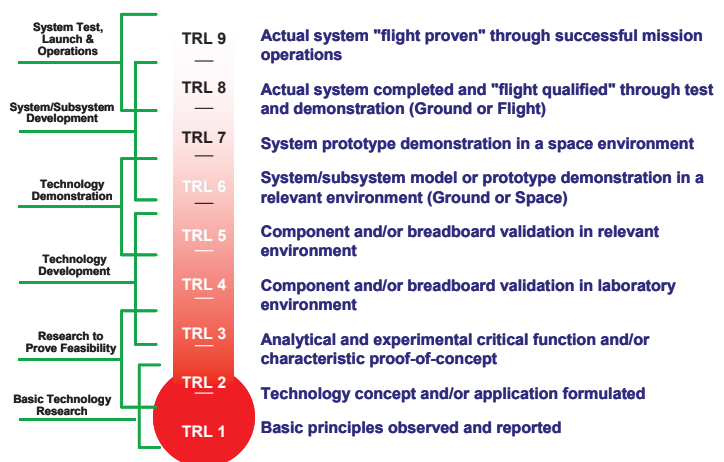 System Test,
Launch &
Operations
System/Subsystem
Development
Technology
Demonstration
Technology
Development
Research to
Prove Feasibility
Basic Technology
Research
TRL 9
TRL 8
TRL 7
TRL 6
TRL 5
TRL 4
TRL 3
TRL 2
TRL 1
Actual system "flight proven" through successful mission
operations
Actual system completed and "flight qualified" through test
and demonstration (Ground or Flight)
System prototype demonstration in a space environment
System/subsystem model or prototype demonstration in a
relevant environment (Ground or Space)
Component and/or breadboard validation in relevant
environment
Component and/or breadboard validation in laboratory
environment
Analytical and experimental critical function and/or
characteristic proof-of-concept
Technology concept and/or application formulated
Basic principles observed and reported